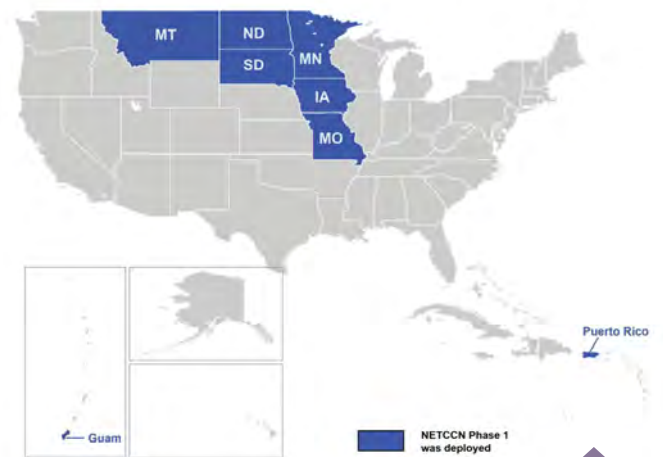 MT
ND
MN
SD
IA
MO
Puerto Rico
Guam
NETCCN Phase 1
was deployed